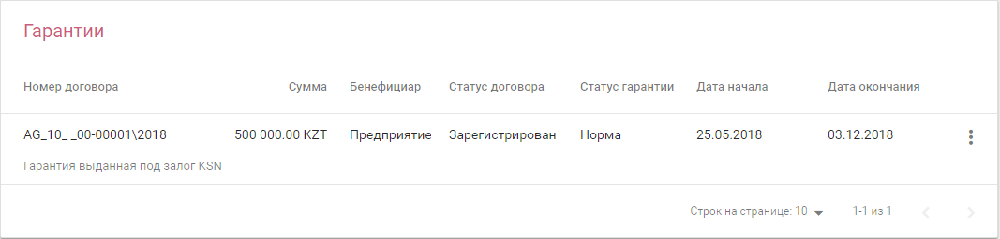 Гарантии
Номер договора Сумма Бенефициар Статус договора Статус гарантии Дата начала Дата окончания
AG_10_ _00-00001\2018 500 000.00 KZT Предприятие Зарегистрирован Норма 25.05.2018 03.12.2018
Гарантия выданная под залог KSN
Строк на странице: 10 1-1 из 1